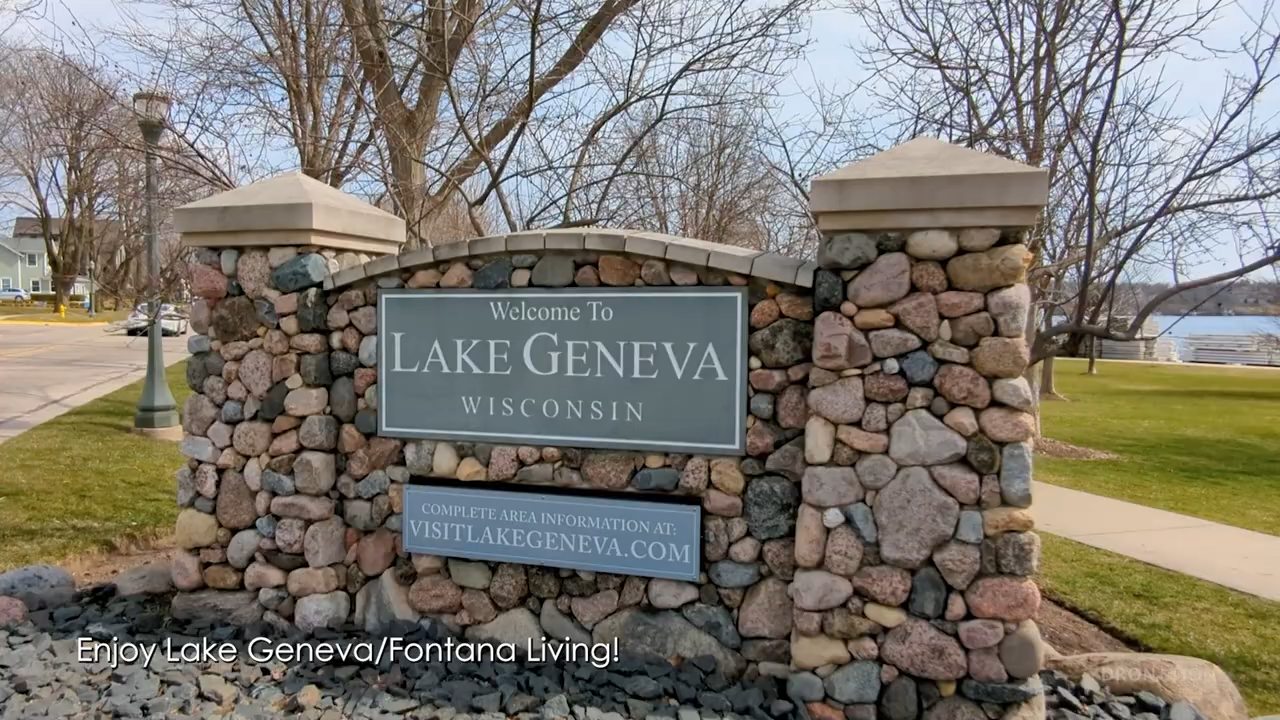 Welcome To
LAKE GENEVA
WISCONSIN
COMPLETE AREA INFORMATION AT:
VISITLAKEGENEVA.COM
Enjoy Lake Geneva/Fontana Living!